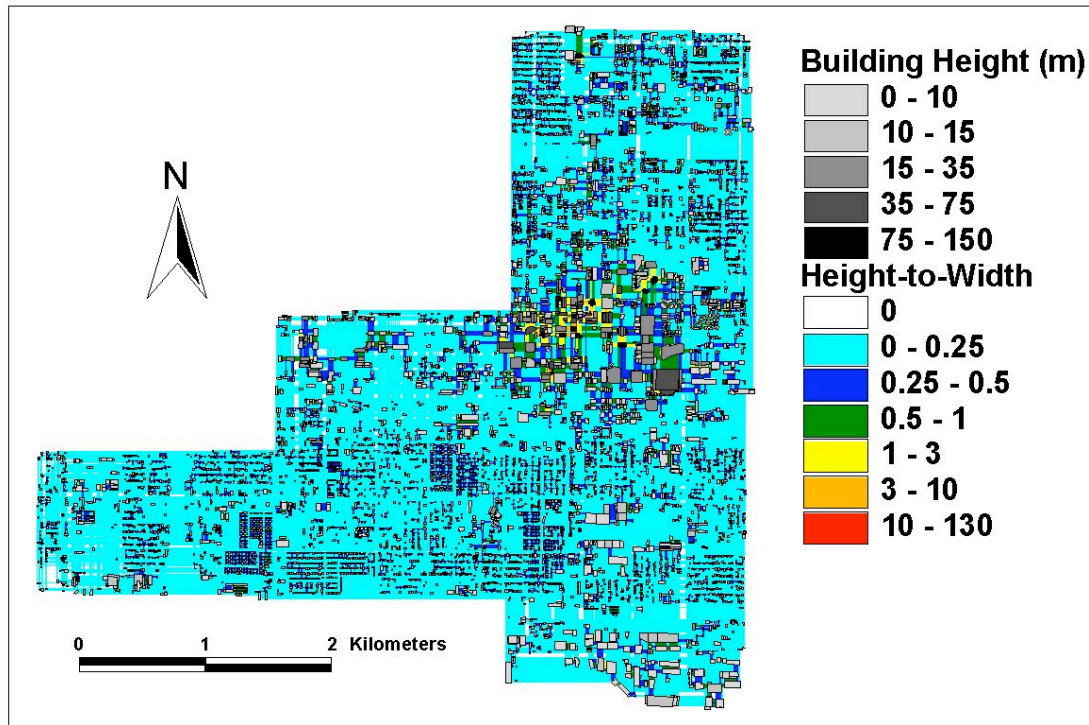 N
0 1 2 Kilometers
Building Height (m)
0 - 10
10 - 15
15 - 35
35 - 75
75 - 150
Height-to-Width
0
0 - 0.25
0.25 - 0.5
0.5 - 1
1 - 3
3 - 10
10 - 130